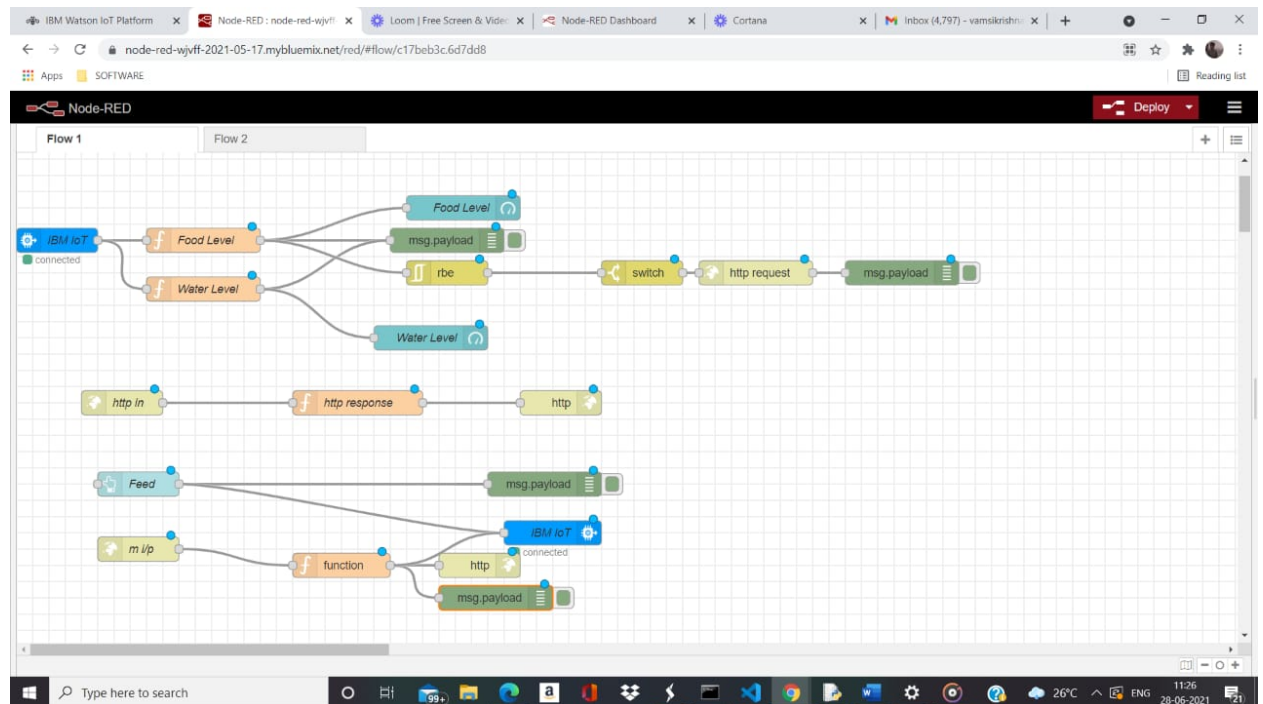 IBM Watson IoT Platform
Node-RED : node-red-wjvff-
Loom | Free Screen & Video
Node-RED Dashboard
Cortana
Inbox (4,797) - vamsikrishna
node-red-wjvff-2021-05-17.mybluemix.net/red/#flow/c17beb3c.6d7dd8
Apps SOFTWARE Reading list
Node-RED Deploy
Flow 1 Flow 2
Food Level
IBM IoT Food Level msg.payload
connected
rbe switch http request msg.payload
Water Level
Water Level
http in http response http
Feed msg.payload
IBM IoT
connected
m i/p
function http
msg.payload
Type here to search 99+ a 26°C ENG 11:26
28-06-2021 21